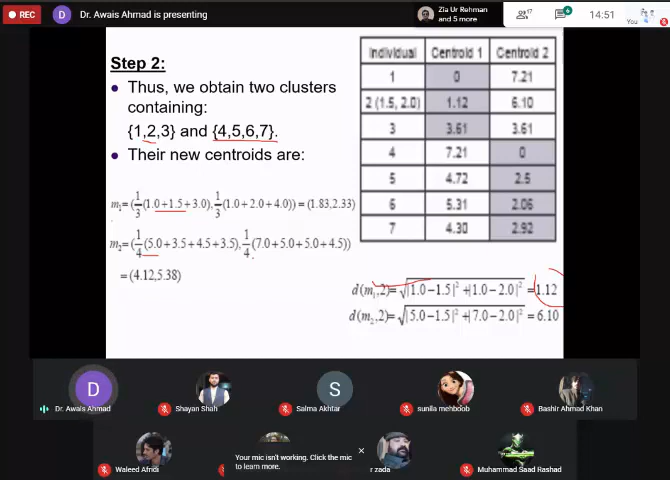 REC
D
Dr. Awais Ahmad is presenting
Zia Ur Rehman
and 5 more
17
4
14:51
You
Step 2:
Thus, we obtain two clusters
containing:
{1,2,3} and {4,5,6,7}.
Their new centroids are:
m₁=(1/3(1.0+1.5+3.0),1/3(1.0+2.0+4.0))=(1.83,2.33)
m₂=(1/4(5.0+3.5+4.5+3.5),1/4(7.0+5.0+5.0+4.5))
=(4.12,5.38)
Individual Centroid 1 Centroid 2
1 0 7.21
2 (1.5, 2.0) 1.12 6.10
3 3.61 3.61
4 7.21 0
5 4.72 2.5
6 5.31 2.06
7 4.30 2.92
d(m₁,2)=√|1.0−1.5|²+|1.0−2.0|² =1.12
d(m₂,2)=√|5.0−1.5|²+|7.0−2.0|² =6.10
D
S
Dr. Awais Ahmad
Shayan Shah
Salma Akhtar
sunila mehboob
Bashir Ahmad Khan
Waleed Afridi
Your mic isn't working. Click the mic
to learn more.
r zada
Muhammad Saad Rashad